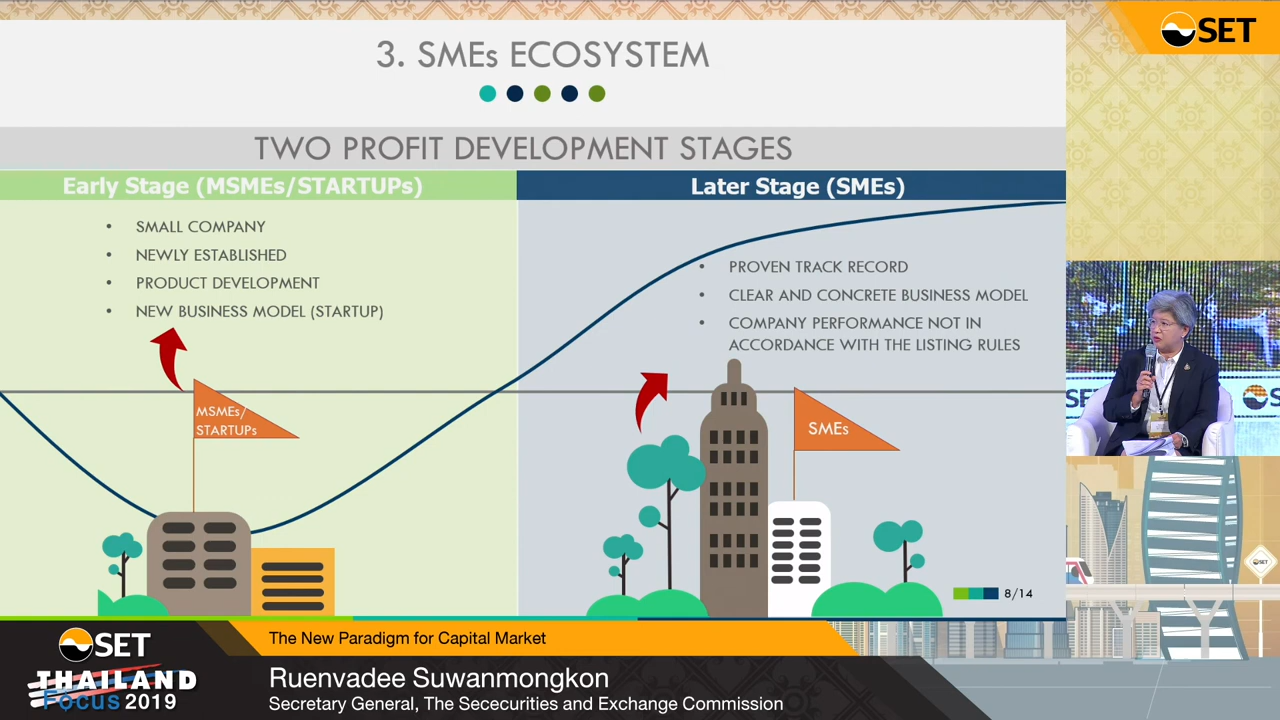 SET
3. SMEs ECOSYSTEM
TWO PROFIT DEVELOPMENT STAGES
Early Stage (MSMEs/STARTUPs)
• SMALL COMPANY
• NEWLY ESTABLISHED
• PRODUCT DEVELOPMENT
• NEW BUSINESS MODEL (STARTUP)
MSMEs/
STARTUPs
Later Stage (SMEs)
• PROVEN TRACK RECORD
• CLEAR AND CONCRETE BUSINESS MODEL
• COMPANY PERFORMANCE NOT IN
ACCORDANCE WITH THE LISTING RULES
SMEs
8/14
SET
SET
SET
SET
THAILAND
FOCUS 2019
The New Paradigm for Capital Market
Ruenvadee Suwanmongkon
Secretary General, The Sececurities and Exchange Commission